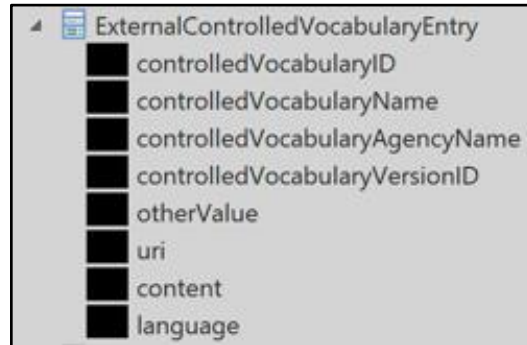 ExternalControlledVocabularyEntry
controlledVocabularyID
controlledVocabularyName
controlledVocabularyAgencyName
controlledVocabularyVersionID
otherValue
uri
content
language